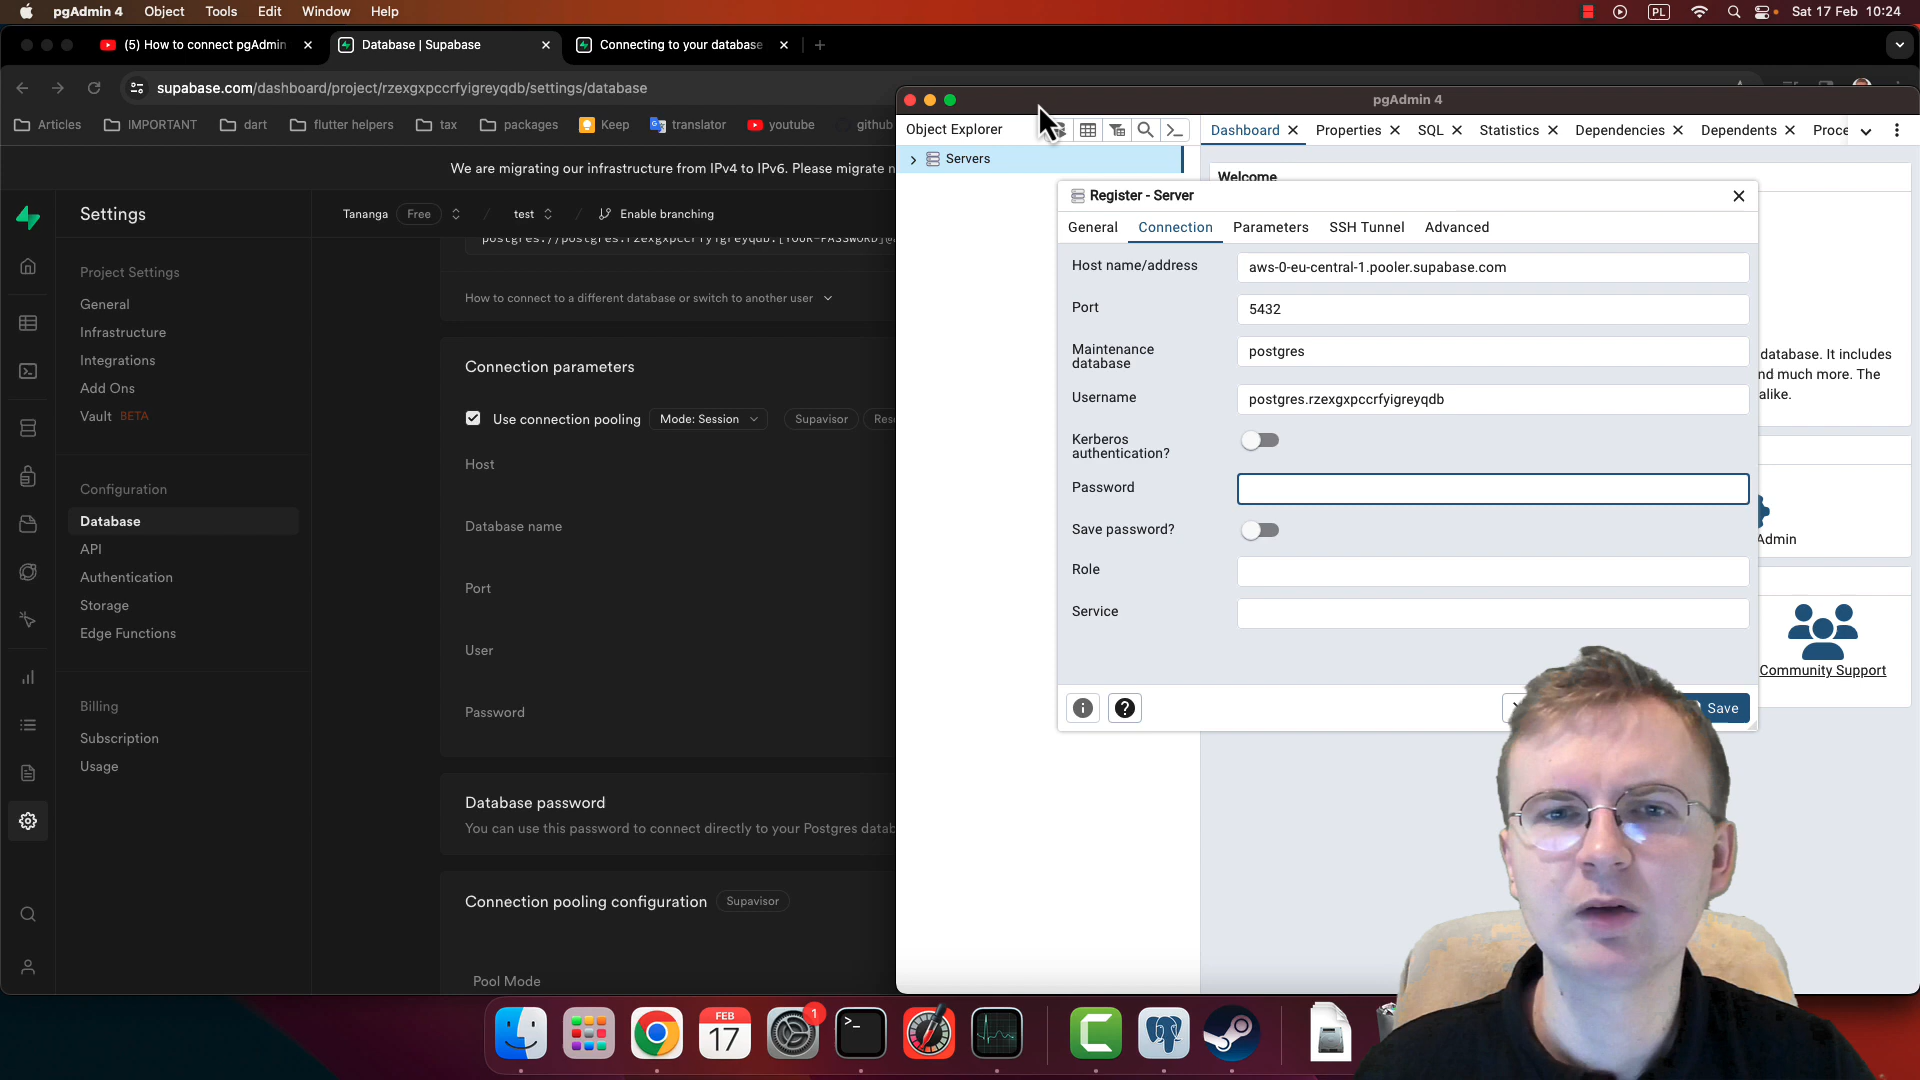 pgAdmin 4 Object Tools Edit Window Help PL Sat 17 Feb 10:24
(5) How to connect pgAdmin Database | Supabase Connecting to your database
supabase.com/dashboard/project/rzexgxpccrfyigreyqdb/settings/database
Articles IMPORTANT dart flutter helpers tax packages Keep translator youtube github
We are migrating our infrastructure from IPv4 to IPv6. Please migrate n
Settings
Tananga Free test Enable branching
Project Settings
General
Infrastructure
Integrations
Add Ons
Vault BETA
Configuration
Database
API
Authentication
Storage
Edge Functions
Billing
Subscription
Usage
postgres://postgres.rzexgxpccrfyigreyqdb:[YOUR-PASSWORD]@
How to connect to a different database or switch to another user
Connection parameters
Use connection pooling Mode: Session Supavisor Res
Host
Database name
Port
User
Password
Database password
You can use this password to connect directly to your Postgres datab
Connection pooling configuration Supavisor
Pool Mode
pgAdmin 4
Object Explorer
Servers
Dashboard Properties SQL Statistics Dependencies Dependents Proce
Welcome
Register - Server
General Connection Parameters SSH Tunnel Advanced
Host name/address aws-0-eu-central-1.pooler.supabase.com
Port 5432
Maintenance
database
postgres
Username postgres.rzexgxpccrfyigreyqdb
Kerberos
authentication?
Password
Save password?
Role
Service
Save
database. It includes
nd much more. The
alike.
Admin
Community Support
1
FEB
17